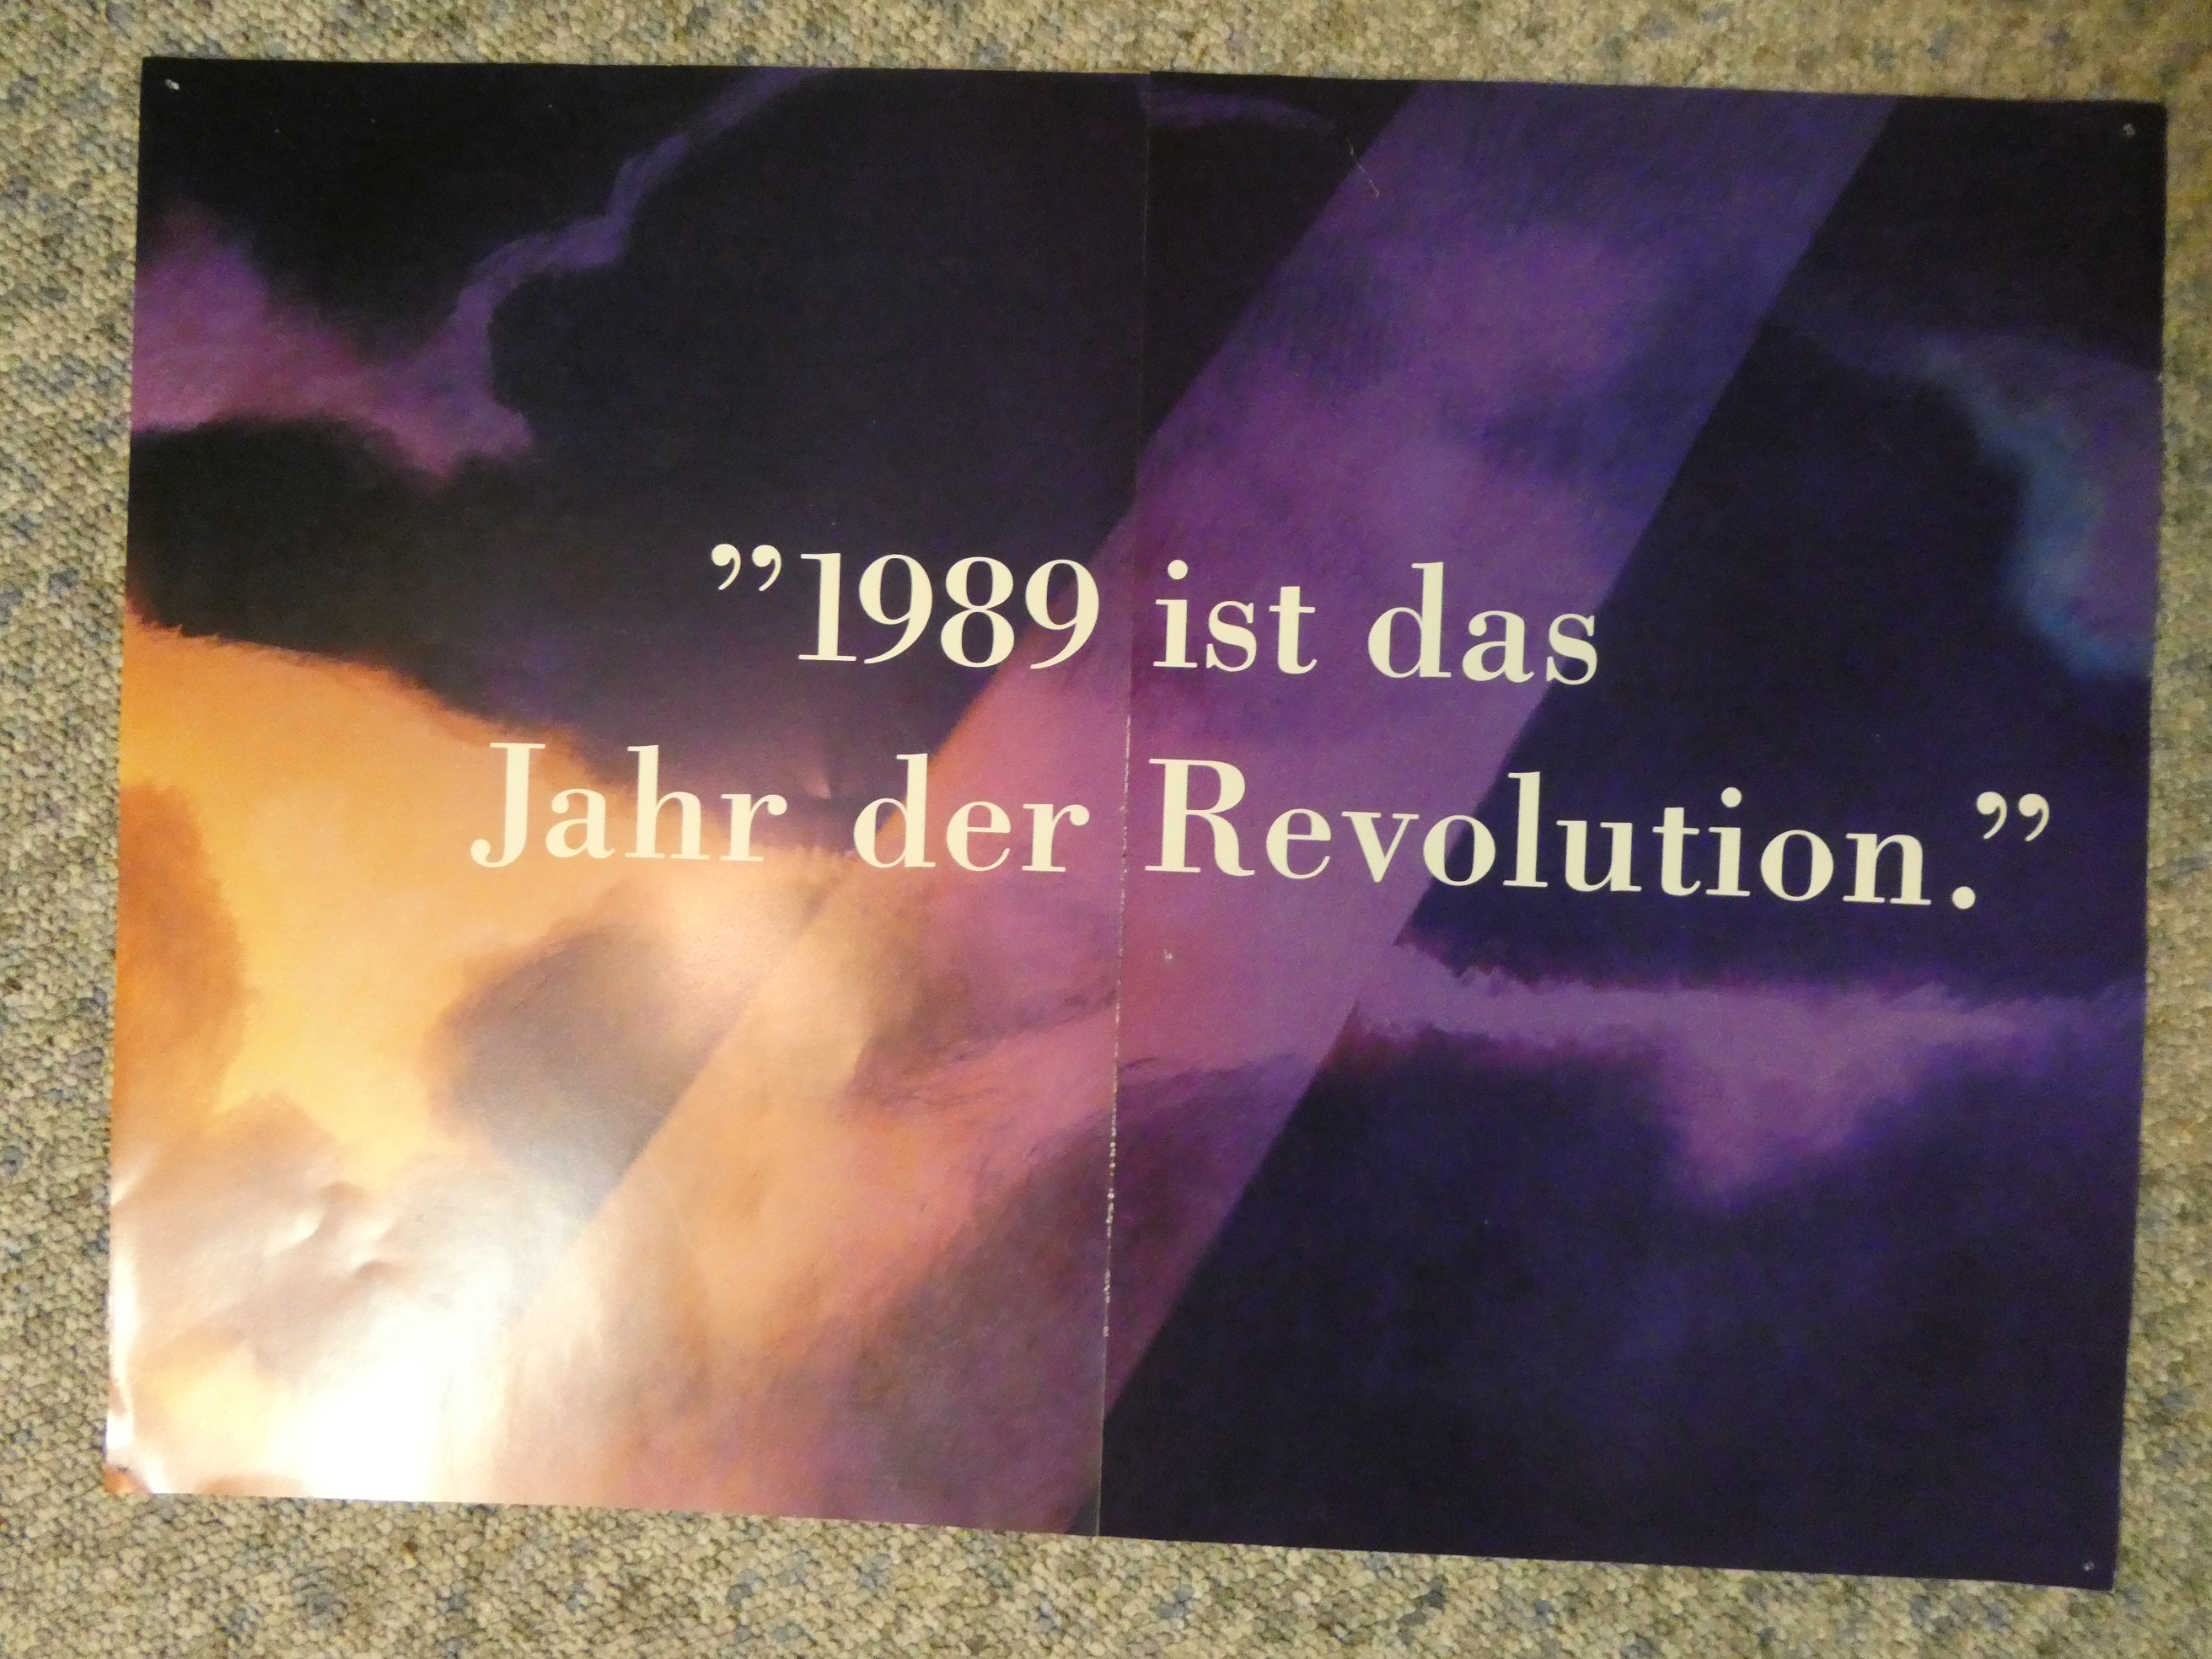 ”1989 ist das
Jahr der Revolution.”